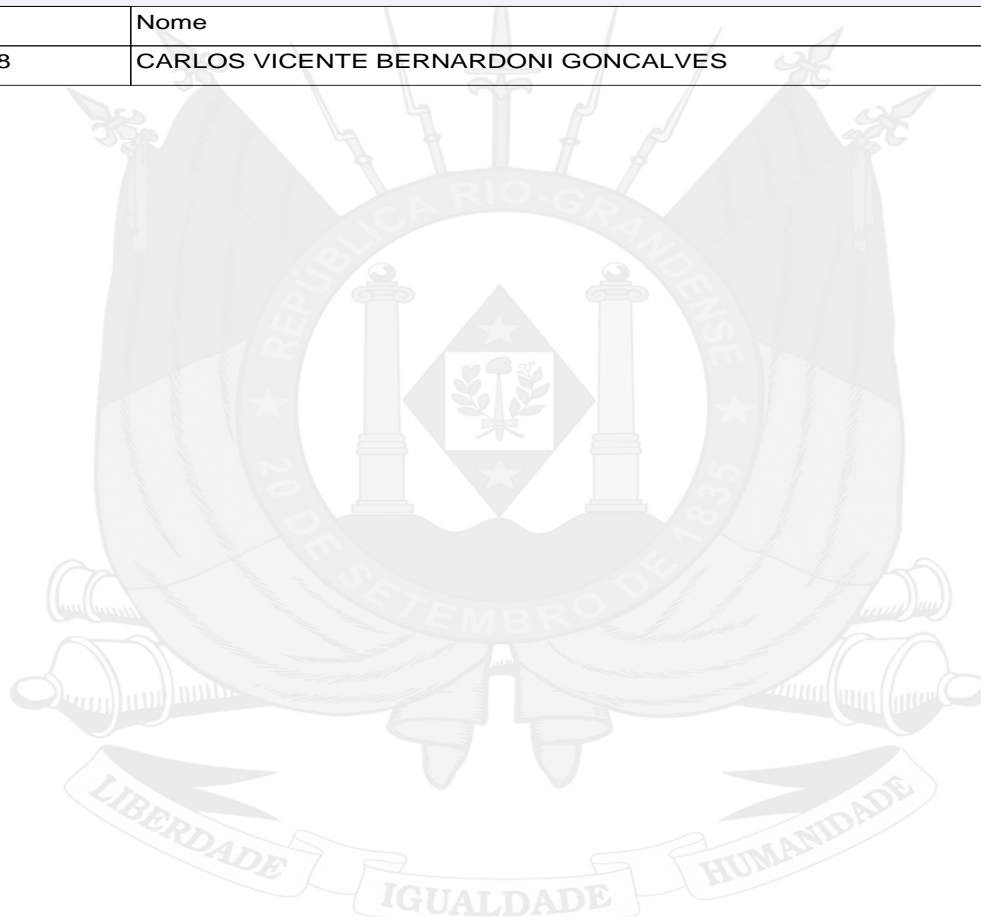 Nome
8 CARLOS VICENTE BERNARDONI GONCALVES
REPÚBLICA RIO-GRANDENSE
20 DE SETEMBRO DE 1835
LIBERDADE IGUALDADE HUMANIDADE